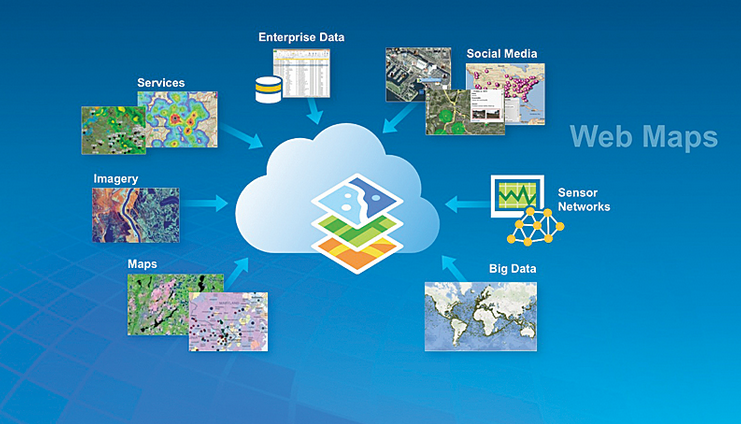 Enterprise Data
Social Media
Services
Web Maps
Imagery
Sensor
Networks
Maps
Big Data